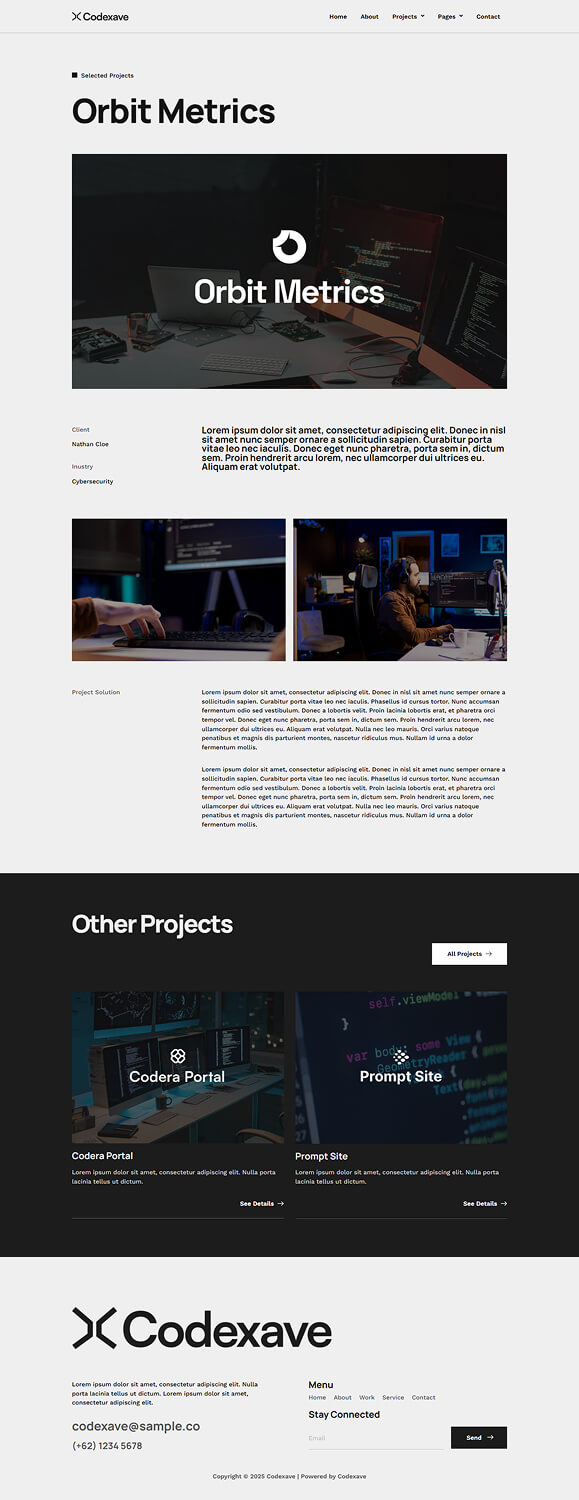 Codexave
Home About Projects Pages Contact
Selected Projects
Orbit Metrics
Orbit Metrics
Client
Nathan Cloe
Inustry
Cybersecurity
Lorem ipsum dolor sit amet, consectetur adipiscing elit. Donec in nisl
sit amet nunc semper ornare a sollicitudin sapien. Curabitur porta
vitae leo nec iaculis. Donec eget nunc pharetra, porta sem in, dictum
sem. Proin hendrerit arcu lorem, nec ullamcorper dui ultrices eu.
Aliquam erat volutpat.
Project Solution
Lorem ipsum dolor sit amet, consectetur adipiscing elit. Donec in nisl sit amet nunc semper ornare a
sollicitudin sapien. Curabitur porta vitae leo nec iaculis. Phasellus id cursus tortor. Nunc accumsan
fermentum odio sed vestibulum. Donec a lobortis velit. Proin lacinia lobortis erat, et pharetra orci
tempor vel. Donec eget nunc pharetra, porta sem in, dictum sem. Proin hendrerit arcu lorem, nec
ullamcorper dui ultrices eu. Aliquam erat volutpat. Nulla nec leo mauris. Orci varius natoque
penatibus et magnis dis parturient montes, nascetur ridiculus mus. Nullam id urna a dolor
fermentum mollis.
Lorem ipsum dolor sit amet, consectetur adipiscing elit. Donec in nisl sit amet nunc semper ornare a
sollicitudin sapien. Curabitur porta vitae leo nec iaculis. Phasellus id cursus tortor. Nunc accumsan
fermentum odio sed vestibulum. Donec a lobortis velit. Proin lacinia lobortis erat, et pharetra orci
tempor vel. Donec eget nunc pharetra, porta sem in, dictum sem. Proin hendrerit arcu lorem, nec
ullamcorper dui ultrices eu. Aliquam erat volutpat. Nulla nec leo mauris. Orci varius natoque
penatibus et magnis dis parturient montes, nascetur ridiculus mus. Nullam id urna a dolor
fermentum mollis.
Other Projects
All Projects
Codera Portal
self.viewModel
}
var body: some View {
GeometryReader {
Text(
Prompt Site
Codera Portal
Lorem ipsum dolor sit amet, consectetur adipiscing elit. Nulla porta
lacinia tellus ut dictum.
See Details
Prompt Site
Lorem ipsum dolor sit amet, consectetur adipiscing elit. Nulla porta
lacinia tellus ut dictum.
See Details
Codexave
Lorem ipsum dolor sit amet, consectetur adipiscing elit. Nulla
porta lacinia tellus ut dictum. Lorem ipsum dolor sit amet,
consectetur adipiscing elit.
codexave@sample.co
(+62) 1234 5678
Menu
Home About Work Service Contact
Stay Connected
Email
Send
Copyright © 2025 Codexave | Powered by Codexave